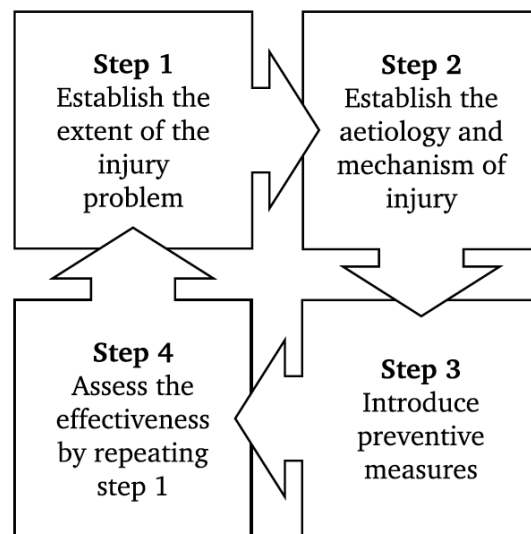 Step 1
Establish the
extent of the
injury
problem
Step 2
Establish the
aetiology and
mechanism of
injury
Step 3
Introduce
preventive
measures
Step 4
Assess the
effectiveness
by repeating
step 1